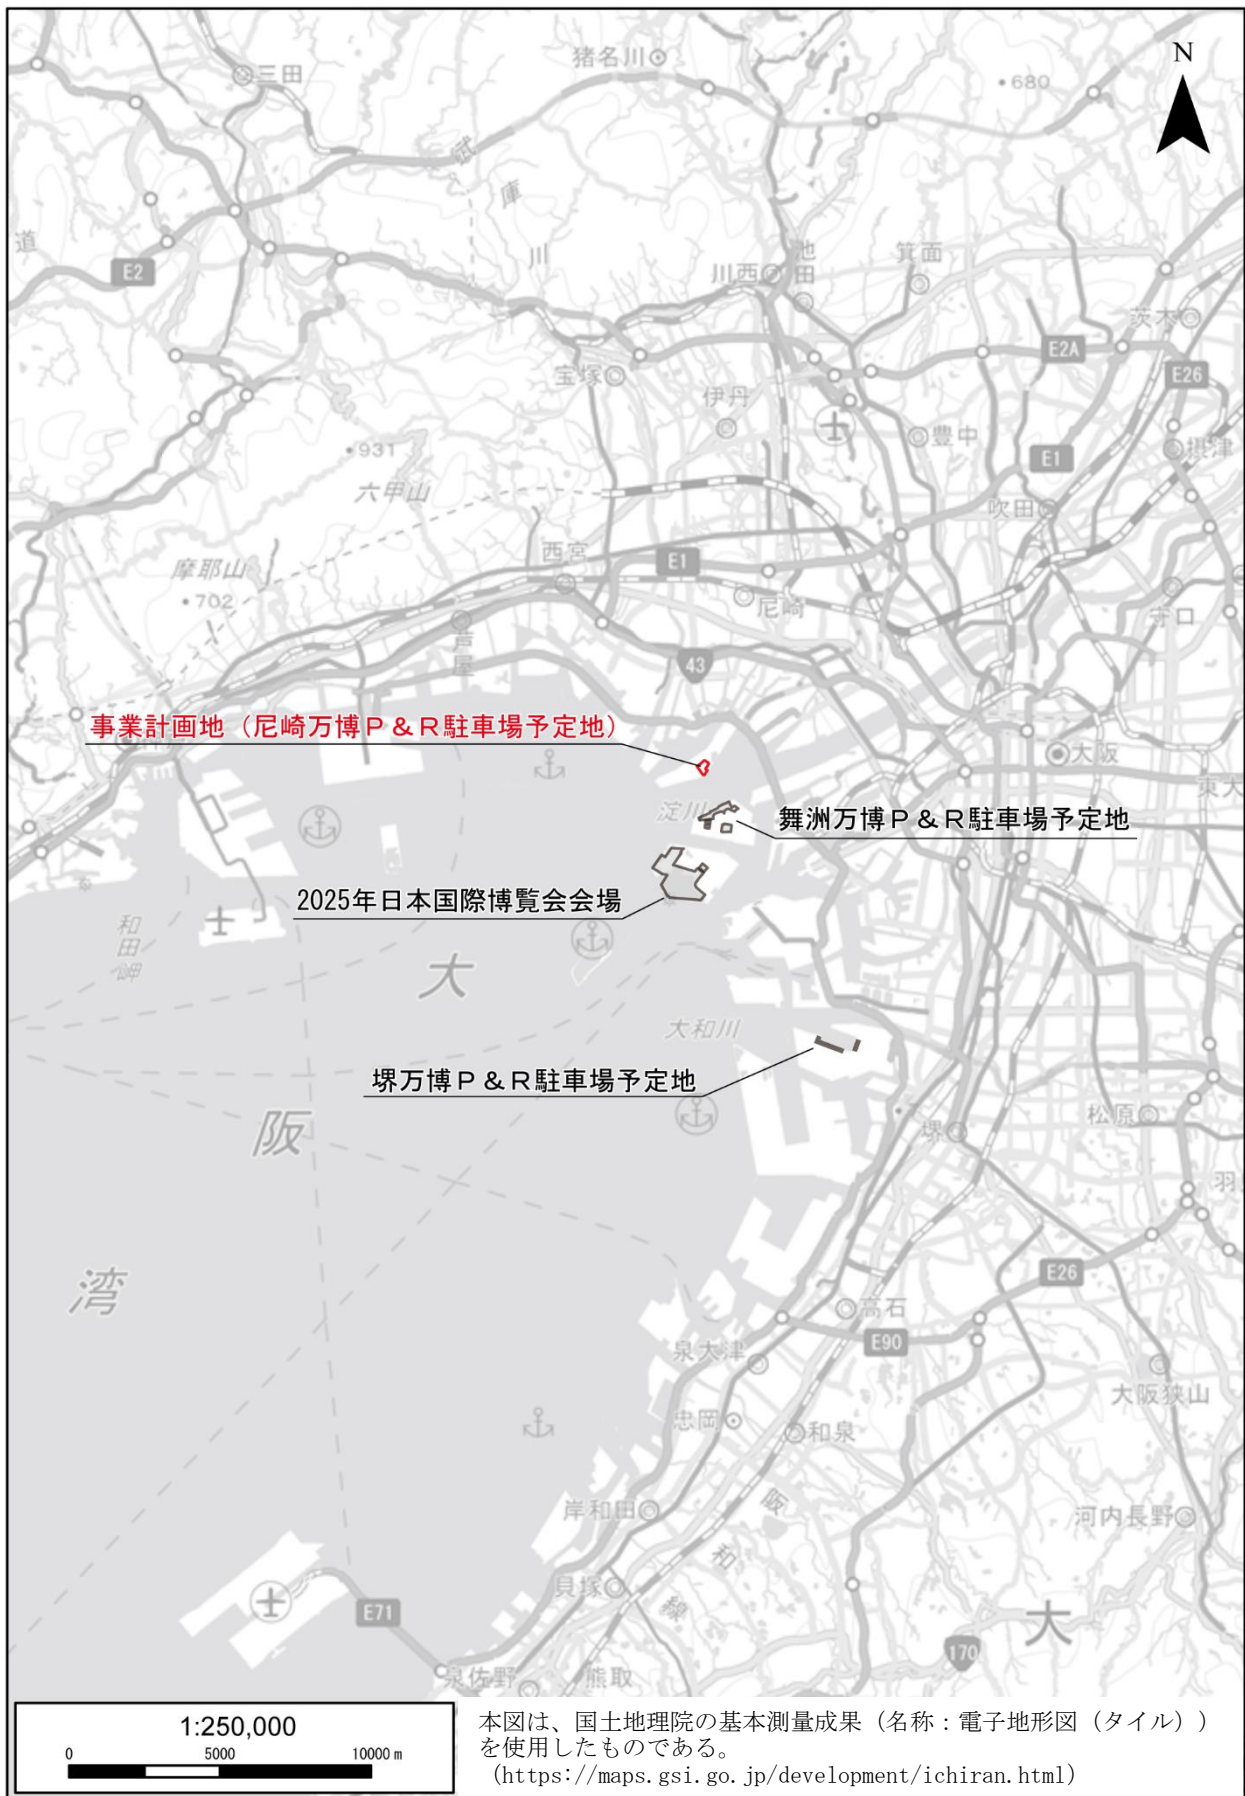 N
三田
猪名川
・680
武
庫
川
道
E2
川西
池田
箕面
茨木
E2A
E26
宝塚
伊丹
豊中
摂津
E1
・931
六甲山
吹田
西宮
E1
摩耶山
・702
尼崎
守口
芦屋
43
事業計画地（尼崎万博Ｐ＆Ｒ駐車場予定地）
大阪
東大
淀川
舞洲万博Ｐ＆Ｒ駐車場予定地
2025年日本国際博覧会会場
和田岬
大
大和川
堺万博Ｐ＆Ｒ駐車場予定地
阪
松原
堺
湾
E26
高石
E90
泉大津
大阪狭山
忠岡
和泉
阪
岸和田
河内長野
和
貝塚
線
E71
大
170
泉佐野
熊取
1:250,000
0 5000 10000 m
本図は、国土地理院の基本測量成果（名称：電子地形図（タイル））
を使用したものである。
（https://maps.gsi.go.jp/development/ichiran.html）